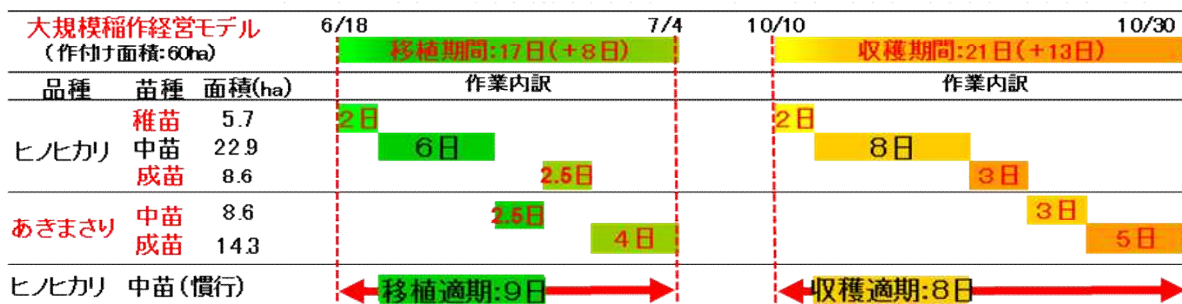 大規模稲作経営モデル 6/18 7/4 10/10 10/30
(作付け面積:60ha) 移植期間:17日(+8日) 収穫期間:21日(+13日)
品種 苗種 面積(ha) 作業内訳 作業内訳
稚苗 5.7 2日 2日
ヒノヒカリ 中苗 22.9 6日 8日
成苗 8.6 2.5日 3日
あきまさり 中苗 8.6 2.5日 3日
成苗 14.3 4日 5日
ヒノヒカリ 中苗(慣行) 移植適期:9日 収穫適期:8日